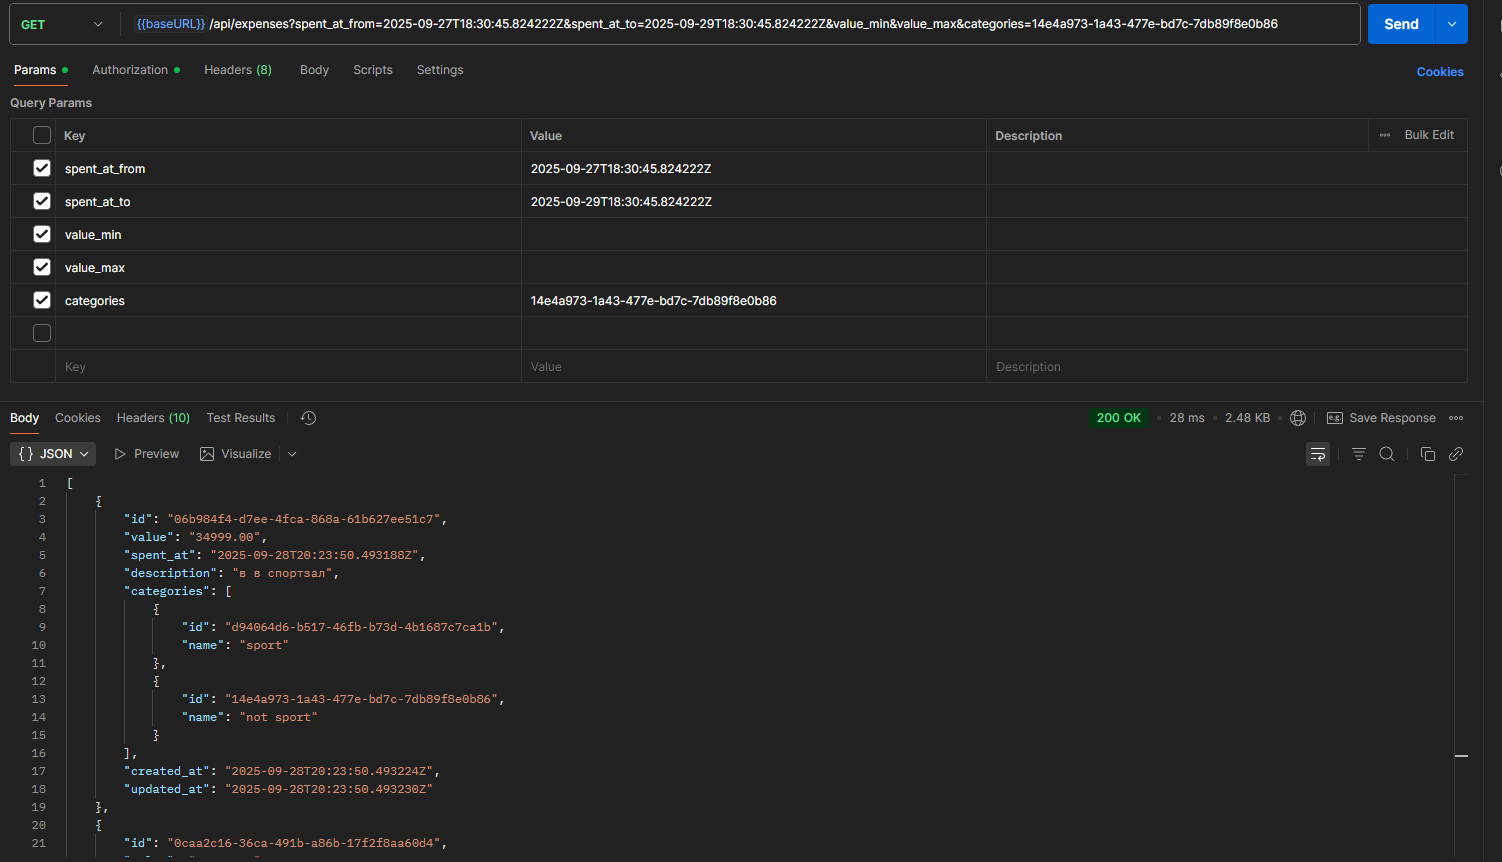 GET {{baseURL}} /api/expenses?spent_at_from=2025-09-27T18:30:45.824222Z&spent_at_to=2025-09-29T18:30:45.824222Z&value_min&value_max&categories=14e4a973-1a43-477e-bd7c-7db89f8e0b86 Send
Params Authorization Headers (8) Body Scripts Settings Cookies
Query Params
Key Value Description Bulk Edit
spent_at_from 2025-09-27T18:30:45.824222Z
spent_at_to 2025-09-29T18:30:45.824222Z
value_min
value_max
categories 14e4a973-1a43-477e-bd7c-7db89f8e0b86
Key Value Description
Body Cookies Headers (10) Test Results 200 OK • 28 ms • 2.48 KB • e.g. Save Response
{} JSON Preview Visualize
1 [
2 {
3 "id": "06b984f4-d7ee-4fca-868a-61b627ee51c7",
4 "value": "34999.00",
5 "spent_at": "2025-09-28T20:23:50.493188Z",
6 "description": "в в спортзал",
7 "categories": [
8 {
9 "id": "d94064d6-b517-46fb-b73d-4b1687c7ca1b",
10 "name": "sport"
11 },
12 {
13 "id": "14e4a973-1a43-477e-bd7c-7db89f8e0b86",
14 "name": "not sport"
15 }
16 ],
17 "created_at": "2025-09-28T20:23:50.493224Z",
18 "updated_at": "2025-09-28T20:23:50.493230Z"
19 },
20 {
21 "id": "0caa2c16-36ca-491b-a86b-17f2f8aa60d4",